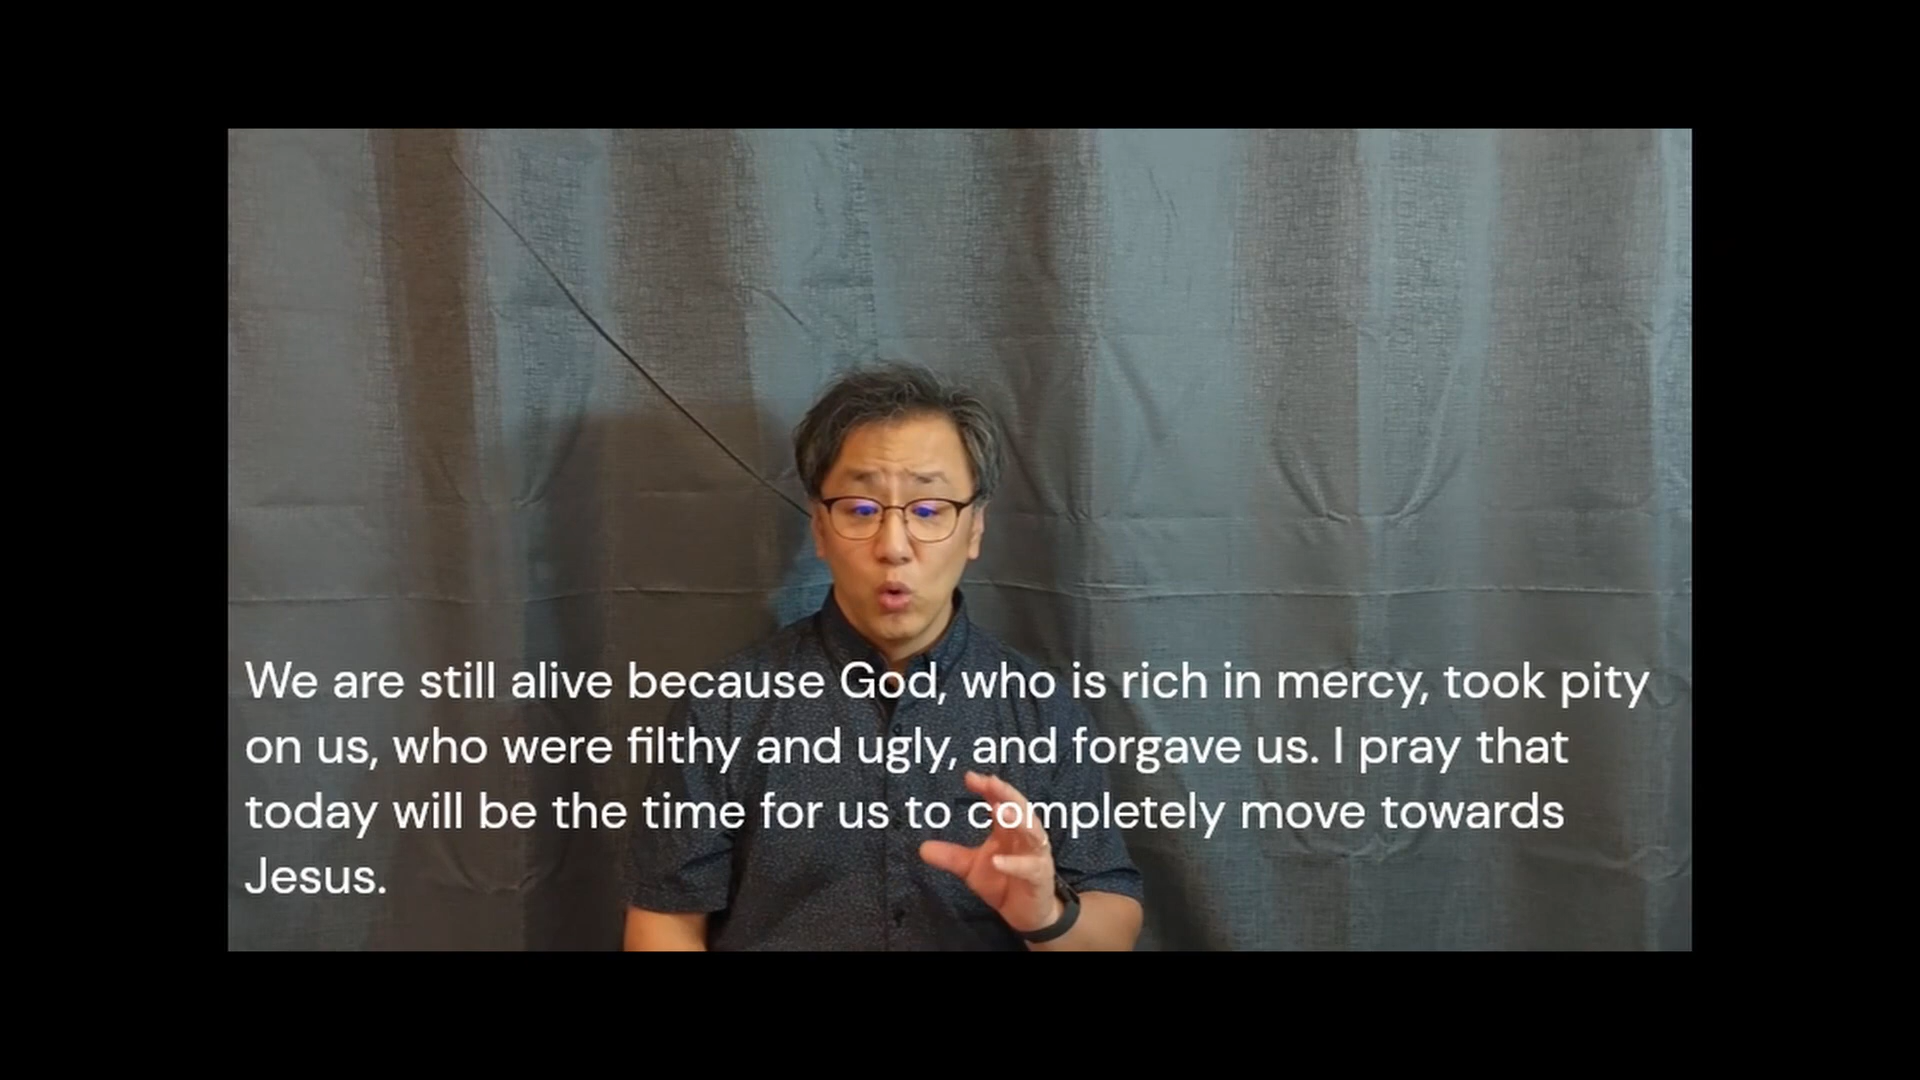 We are still alive because God, who is rich in mercy, took pity
on us, who were filthy and ugly, and forgave us. I pray that
today will be the time for us to completely move towards
Jesus.